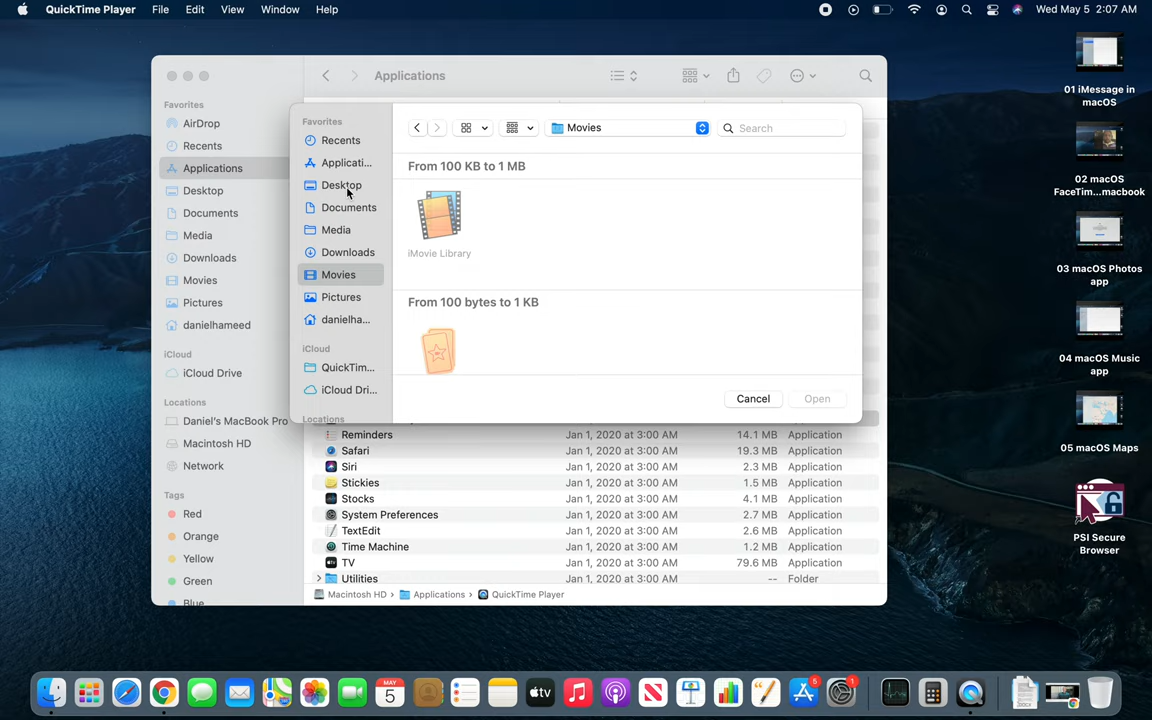 QuickTime Player File Edit View Window Help
Wed May 5 2:07 AM
Applications
Favorites
AirDrop
Recents
Applications
Desktop
Documents
Media
Downloads
Movies
Pictures
danielhameed
iCloud
iCloud Drive
Locations
Daniel's MacBook Pro
Macintosh HD
Network
Tags
Red
Orange
Yellow
Green
Blue
Favorites
Recents
Applicati...
Desktop
Documents
Media
Downloads
Movies
Pictures
danielha...
iCloud
QuickTim...
iCloud Dri...
Locations
Movies
Search
From 100 KB to 1 MB
iMovie Library
From 100 bytes to 1 KB
Cancel
Open
Reminders Jan 1, 2020 at 3:00 AM 14.1 MB Application
Safari Jan 1, 2020 at 3:00 AM 19.3 MB Application
Siri Jan 1, 2020 at 3:00 AM 2.3 MB Application
Stickies Jan 1, 2020 at 3:00 AM 1.5 MB Application
Stocks Jan 1, 2020 at 3:00 AM 4.1 MB Application
System Preferences Jan 1, 2020 at 3:00 AM 2.7 MB Application
TextEdit Jan 1, 2020 at 3:00 AM 2.6 MB Application
Time Machine Jan 1, 2020 at 3:00 AM 1.2 MB Application
TV Jan 1, 2020 at 3:00 AM 79.6 MB Application
Utilities Jan 1, 2020 at 3:00 AM -- Folder
Macintosh HD › Applications › QuickTime Player
01 iMessage in
macOS
02 macOS
FaceTim...macbook
03 macOS Photos
app
04 macOS Music
app
05 macOS Maps
PSI Secure
Browser
MAY
5
tv
5
1